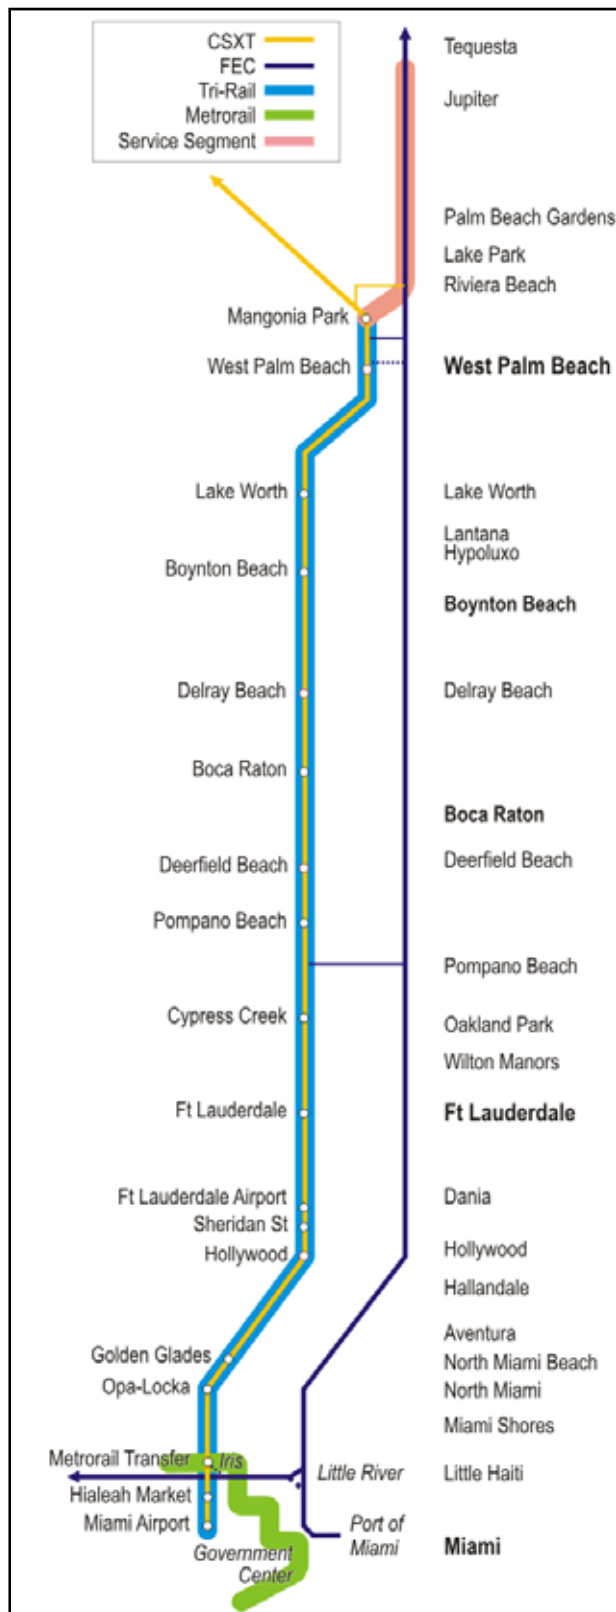 CSXT
FEC
Tri-Rail
Metrorail
Service Segment
Tequesta
Jupiter
Palm Beach Gardens
Lake Park
Riviera Beach
Mangonia Park
West Palm Beach
West Palm Beach
Lake Worth
Lake Worth
Lantana
Hypoluxo
Boynton Beach
Boynton Beach
Delray Beach
Delray Beach
Boca Raton
Boca Raton
Deerfield Beach
Deerfield Beach
Pompano Beach
Pompano Beach
Cypress Creek
Oakland Park
Wilton Manors
Ft Lauderdale
Ft Lauderdale
Ft Lauderdale Airport
Dania
Sheridan St
Hollywood
Hollywood
Hallandale
Aventura
Golden Glades
North Miami Beach
Opa-Locka
North Miami
Miami Shores
Metrorail Transfer
Iris
Little River
Little Haiti
Hialeah Market
Miami Airport
Port of
Miami
Miami
Government
Center